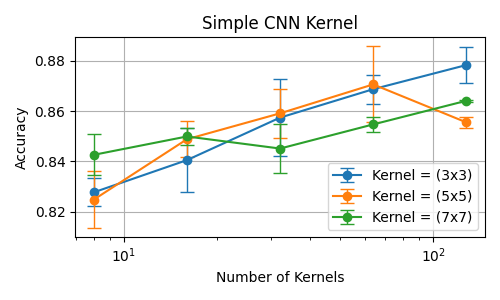 Simple CNN Kernel
Accuracy
0.88
0.86
0.84
0.82
Kernel = (3x3)
Kernel = (5x5)
Kernel = (7x7)
10¹
10²
Number of Kernels